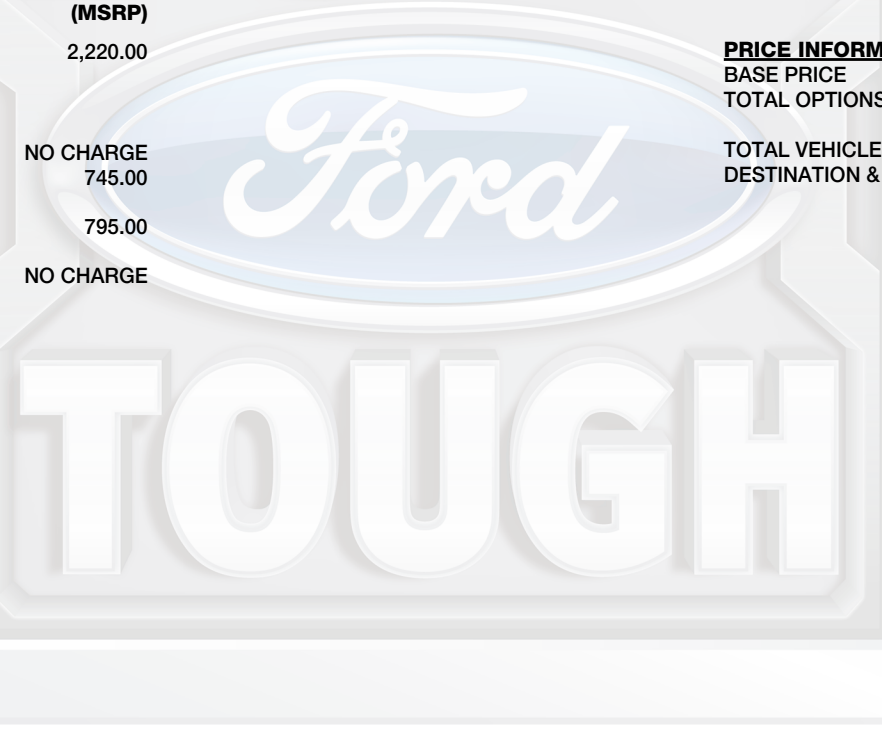 (MSRP)
2,220.00
NO CHARGE
745.00
795.00
NO CHARGE
PRICE INFORM
BASE PRICE
TOTAL OPTIONS
TOTAL VEHICLE
DESTINATION &
Ford
TOUGH